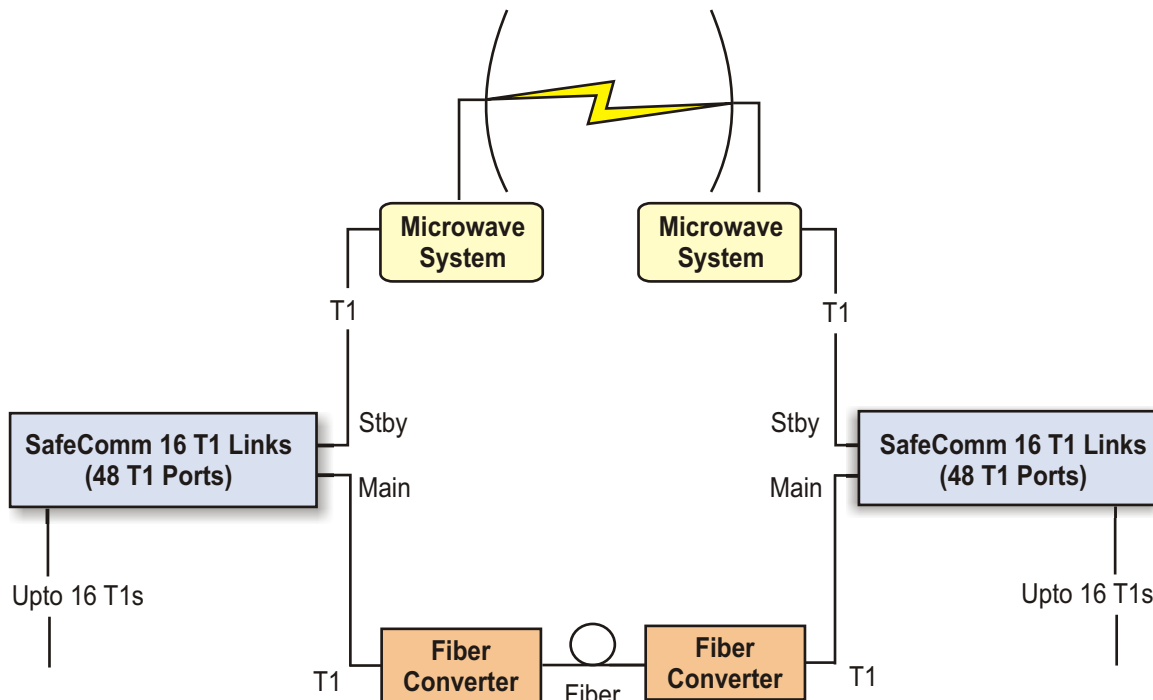 Microwave
System
Microwave
System
T1
T1
Stby
Stby
SafeComm 16 T1 Links
(48 T1 Ports)
SafeComm 16 T1 Links
(48 T1 Ports)
Main
Main
Upto 16 T1s
Upto 16 T1s
Fiber
Converter
Fiber
Converter
T1
T1
Fiber